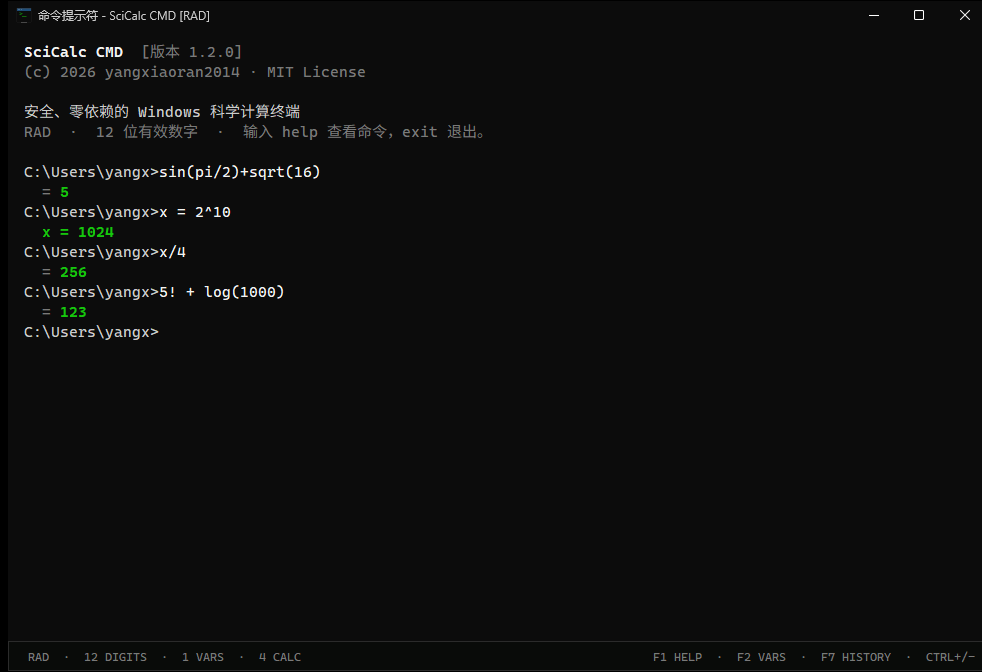 命令提示符 - SciCalc CMD [RAD]
SciCalc CMD [版本 1.2.0]
(c) 2026 yangxiaoran2014 · MIT License
安全、零依赖的 Windows 科学计算终端
RAD · 12 位有效数字 · 输入 help 查看命令，exit 退出。
C:\Users\yangx>sin(pi/2)+sqrt(16)
= 5
C:\Users\yangx>x = 2^10
x = 1024
C:\Users\yangx>x/4
= 256
C:\Users\yangx>5! + log(1000)
= 123
C:\Users\yangx>
RAD · 12 DIGITS · 1 VARS · 4 CALC
F1 HELP · F2 VARS · F7 HISTORY · CTRL+/-